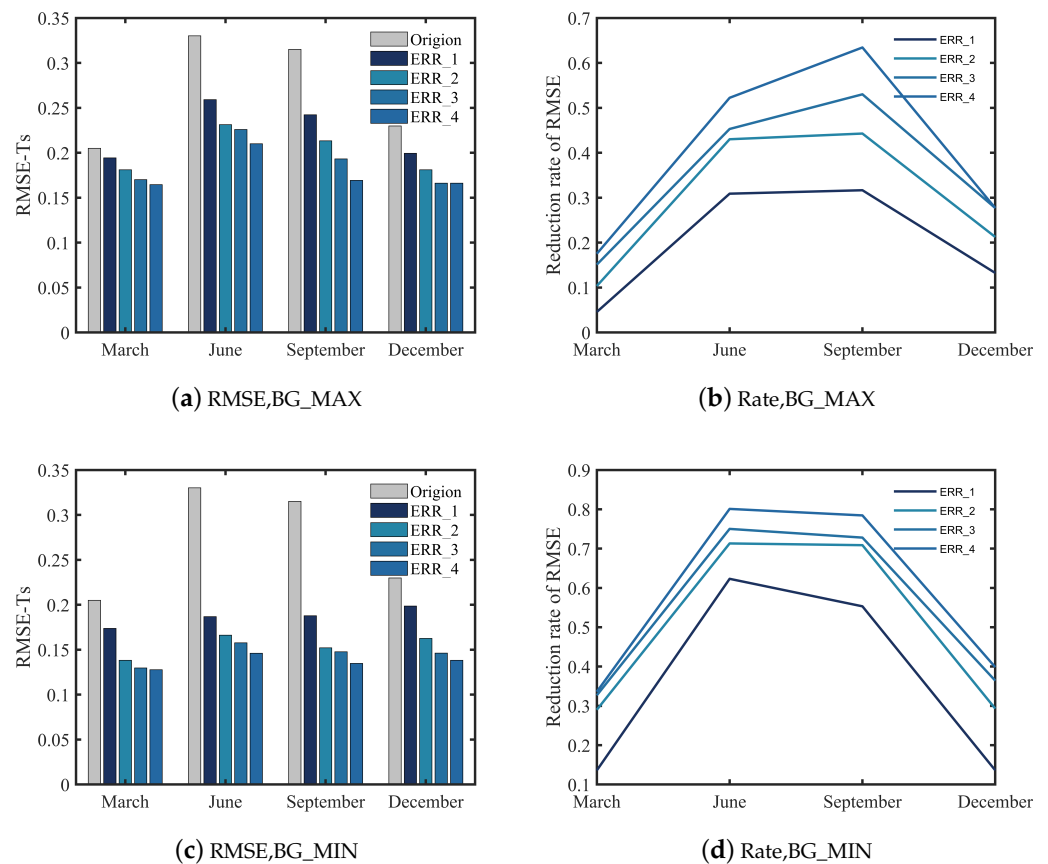 0.35
0.3
0.25
0.2
0.15
0.1
0.05
0
RMSE-Ts
Origion
ERR_1
ERR_2
ERR_3
ERR_4
March
June
September
December
(a) RMSE,BG_MAX
0.7
0.6
0.5
0.4
0.3
0.2
0.1
0
Reduction rate of RMSE
ERR_1
ERR_2
ERR_3
ERR_4
March
June
September
December
(b) Rate,BG_MAX
0.35
0.3
0.25
0.2
0.15
0.1
0.05
0
RMSE-Ts
Origion
ERR_1
ERR_2
ERR_3
ERR_4
March
June
September
December
(c) RMSE,BG_MIN
0.9
0.8
0.7
0.6
0.5
0.4
0.3
0.2
0.1
Reduction rate of RMSE
ERR_1
ERR_2
ERR_3
ERR_4
March
June
September
December
(d) Rate,BG_MIN